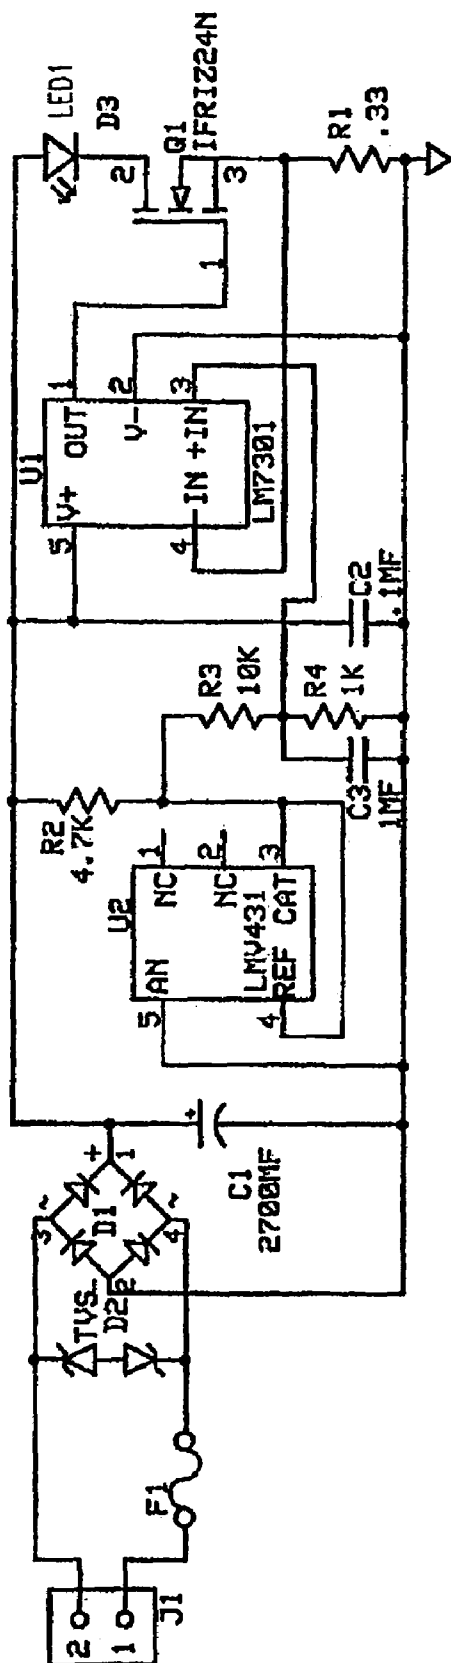 J1
2
1
F1
TVS
D2
D1
3 ~
4 ~
+
1
-
2
+
C1
2700MF
R2
4.7K
U2
5 AN
NC 1
NC 2
LMV431
4 REF CAT 3
R3
10K
R4
1K
C3
1MF
C2
.1MF
U1
5 V+
OUT 1
V- 2
4 IN +IN 3
LM7301
LED1
D3
2
1
3
Q1
IFRIZ24N
R1
.33